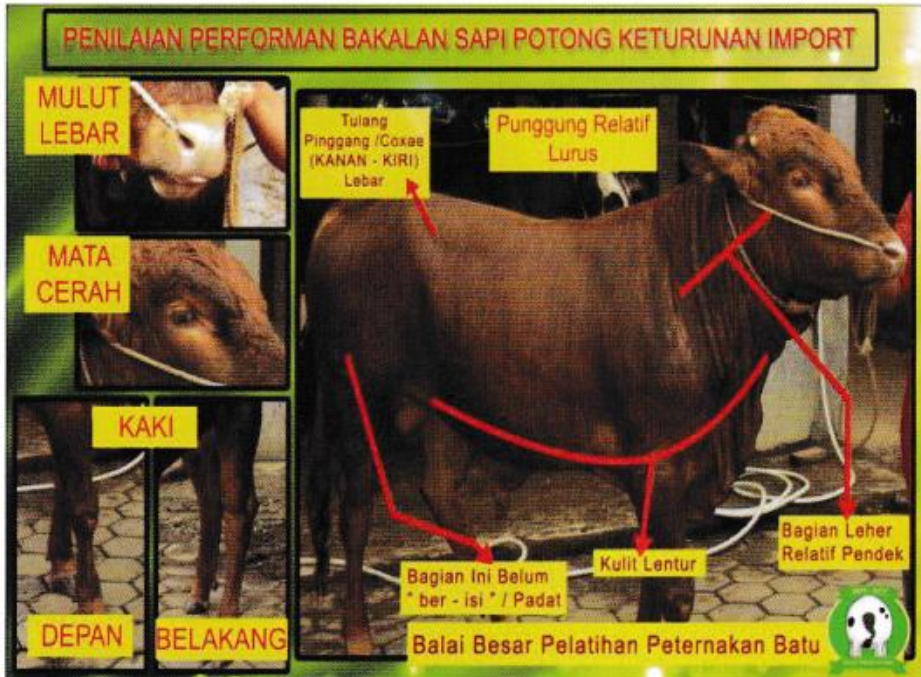 PENILAIAN PERFORMAN BAKALAN SAPI POTONG KETURUNAN IMPORT
MULUT
LEBAR
MATA
CERAH
KAKI
DEPAN
BELAKANG
Tulang
Pinggang /Coxae
(KANAN - KIRI)
Lebar
Punggung Relatif
Lurus
Bagian Ini Belum
" ber - isi " / Padat
Kulit Lentur
Bagian Leher
Relatif Pendek
Balai Besar Pelatihan Peternakan Batu